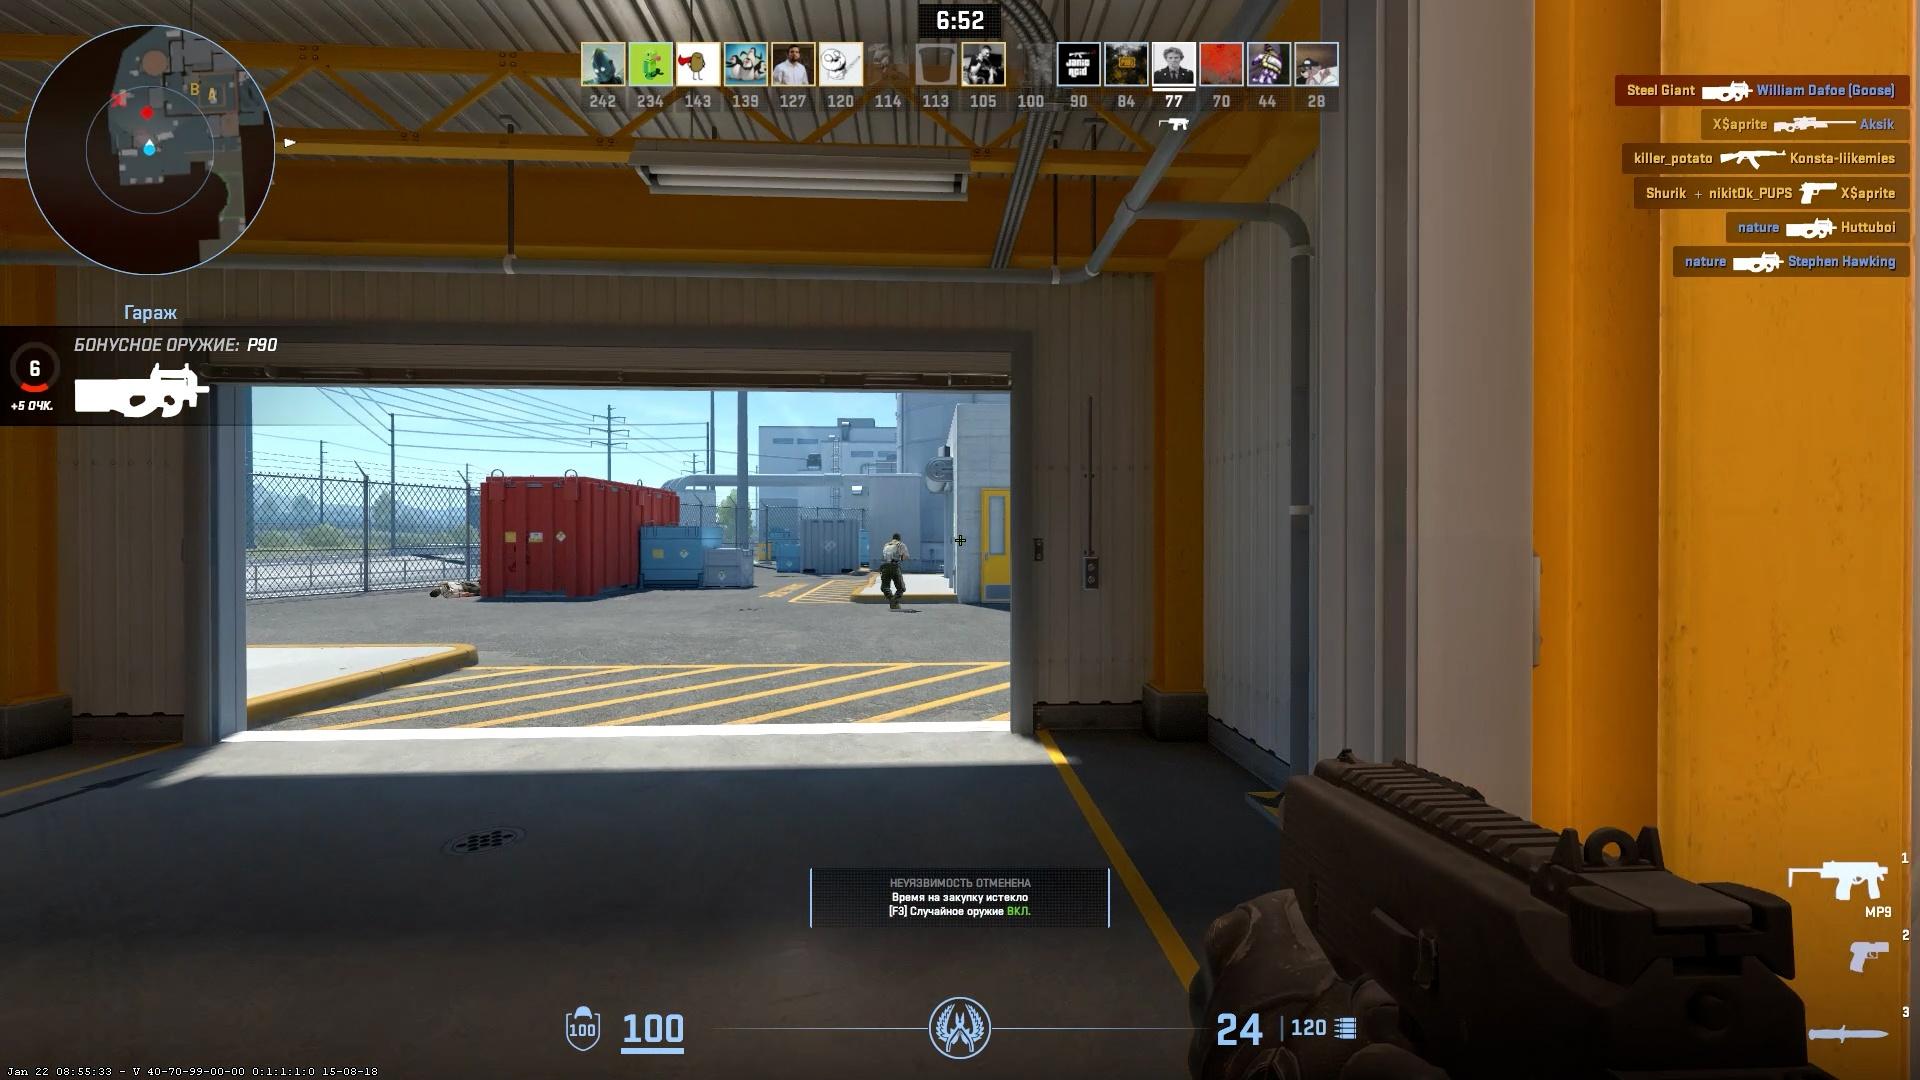 6:52
242 234 143 139 127 120 114 113 105 100 90 84 77 70 44 28
B A
Steel Giant William Dafoe (Goose)
X$aprite Aksik
killer_potato Konsta-liikemies
Shurik + nikit0k_PUPS X$aprite
nature Huttuboi
nature Stephen Hawking
Гараж
БОНУСНОЕ ОРУЖИЕ: P90
6
+5 ОЧК.
НЕУЯЗВИМОСТЬ ОТМЕНЕНА
Время на закупку истекло
[F3] Случайное оружие ВКЛ.
1
MP9
2
3
100 100
24 120
Jan 22 08:55:33 - V 40-70-99-00-00 0:1:1:1:0 15-08-18